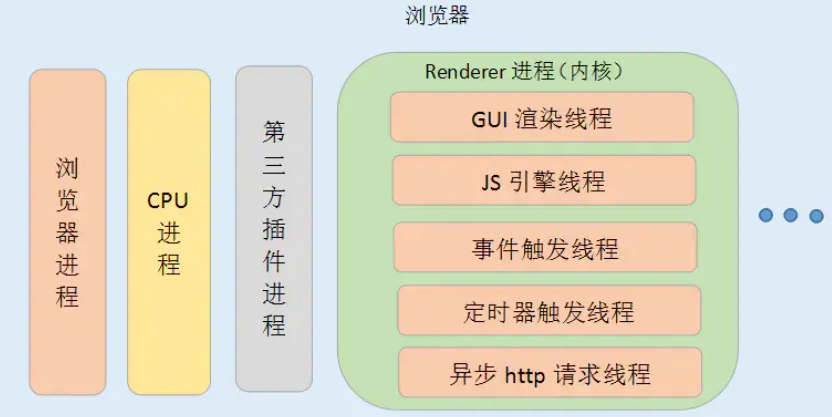 浏览器
浏览器进程
CPU
进程
第三方插件进程
Renderer 进程（内核）
GUI 渲染线程
JS 引擎线程
事件触发线程
定时器触发线程
异步 http 请求线程